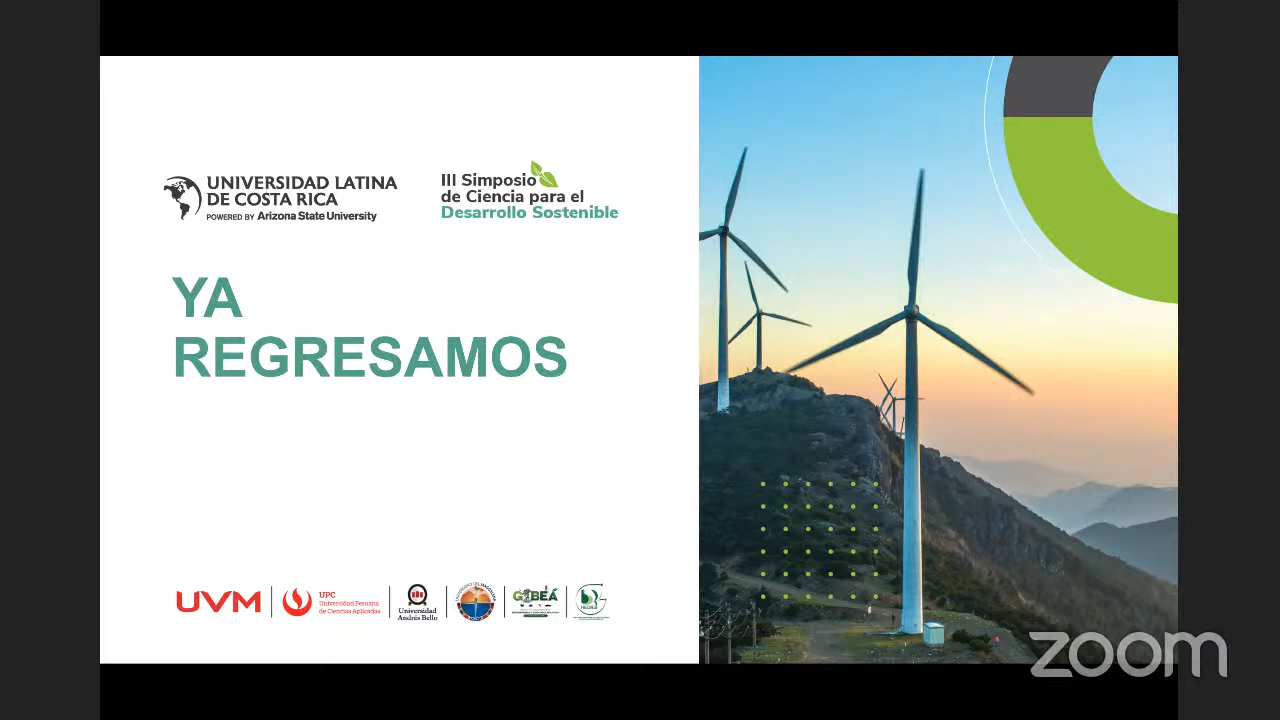 UNIVERSIDAD LATINA
DE COSTA RICA
POWERED BY Arizona State University
III Simposio
de Ciencia para el
Desarrollo Sostenible
YA
REGRESAMOS
UVM
UPC
Universidad Peruana
de Ciencias Aplicadas
Universidad
Andrés Bello
GIBEÁ
zoom